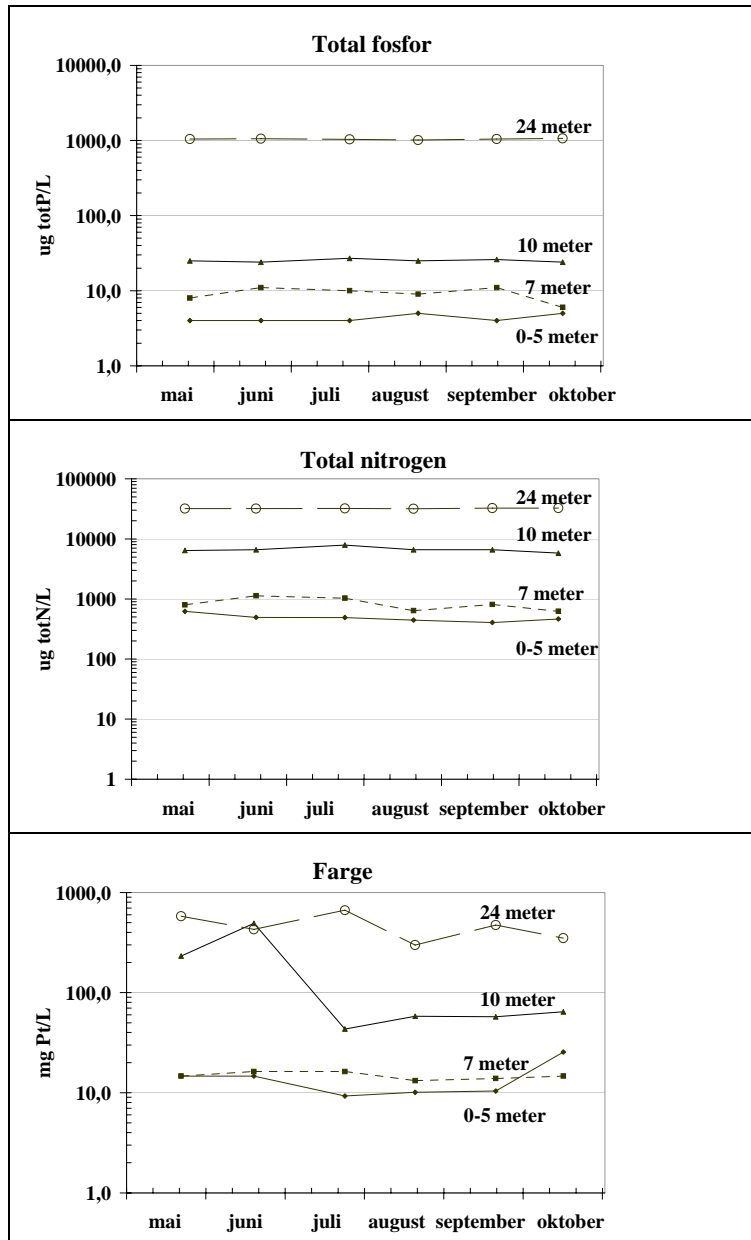 Total fosfor
10000,0
1000,0
100,0
10,0
1,0
ug totP/L
24 meter
10 meter
7 meter
0-5 meter
mai juni juli august september oktober
Total nitrogen
100000
10000
1000
100
10
1
ug totN/L
24 meter
10 meter
7 meter
0-5 meter
mai juni juli august september oktober
Farge
1000,0
100,0
10,0
1,0
mg Pt/L
24 meter
10 meter
7 meter
0-5 meter
mai juni juli august september oktober